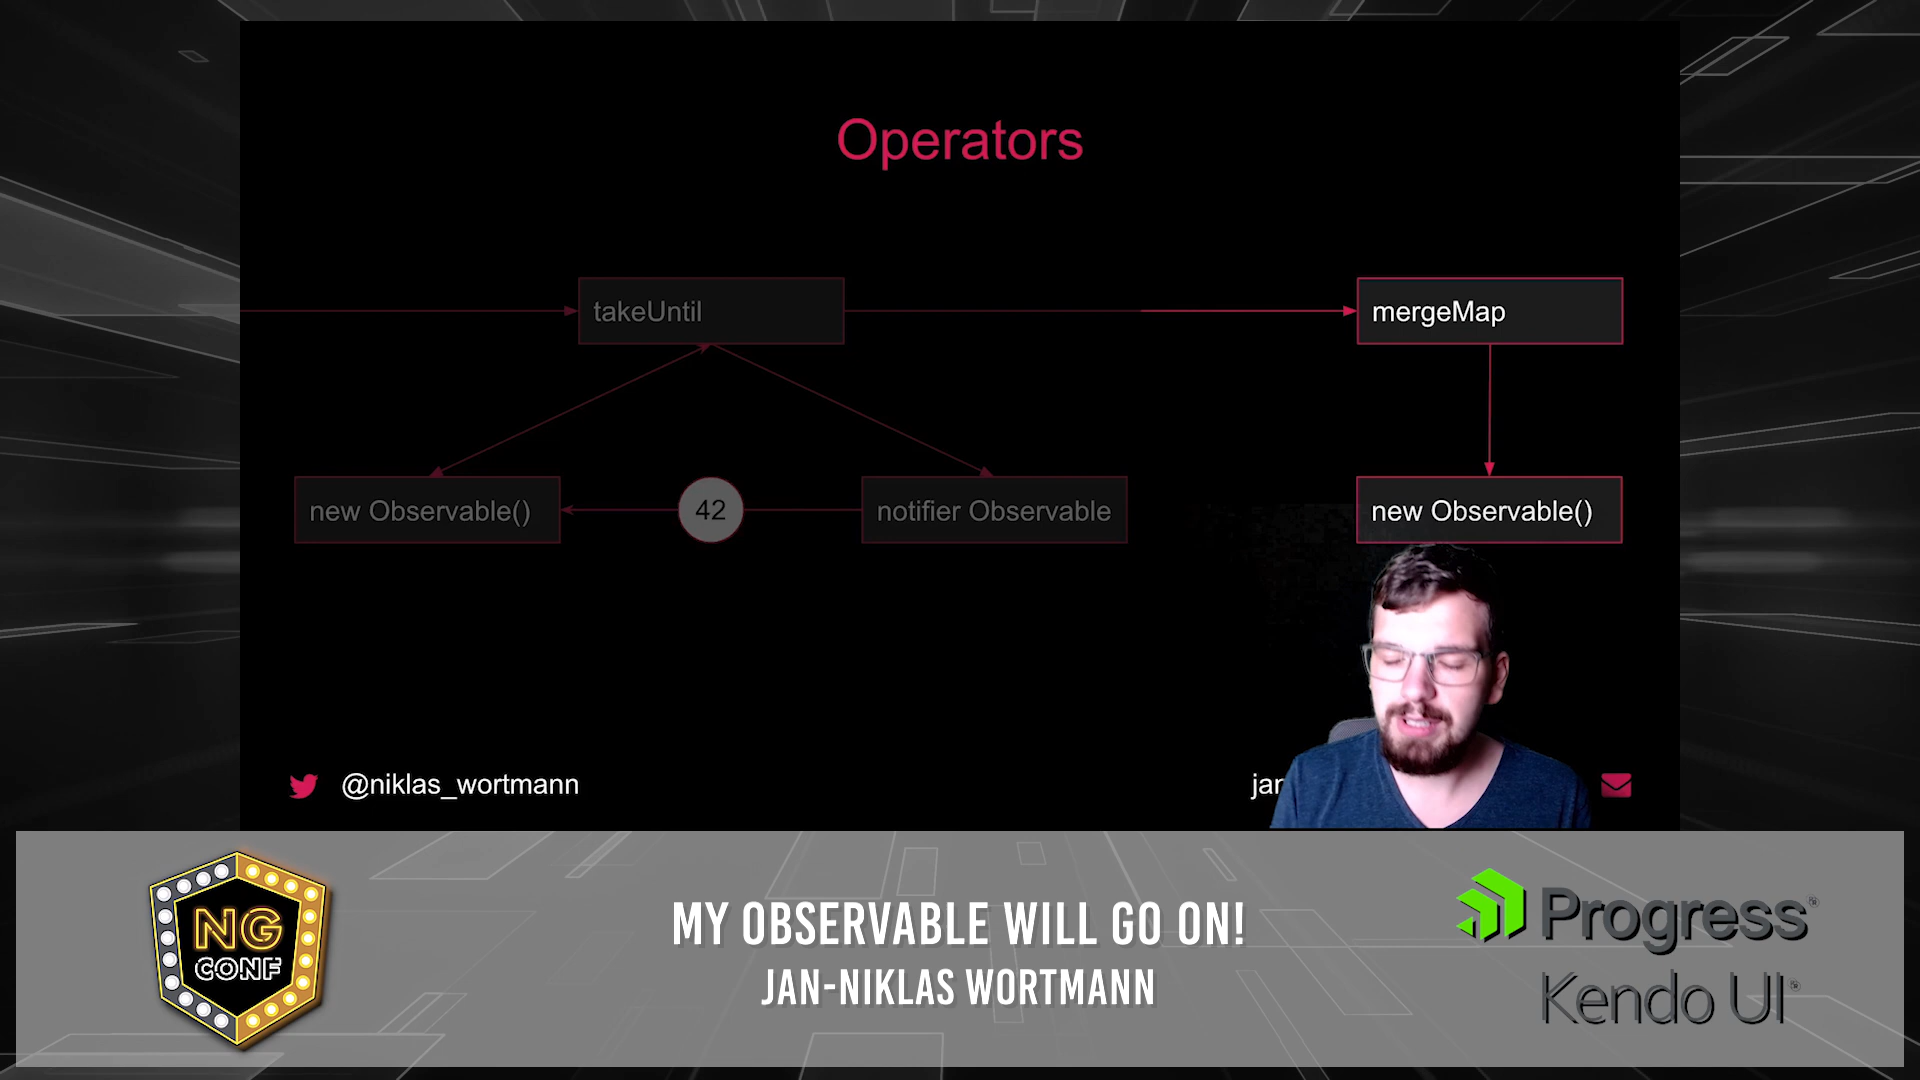 Operators
takeUntil
mergeMap
new Observable()
42
notifier Observable
new Observable()
@niklas_wortmann
NG
CONF
MY OBSERVABLE WILL GO ON!
JAN-NIKLAS WORTMANN
Progress
Kendo UI